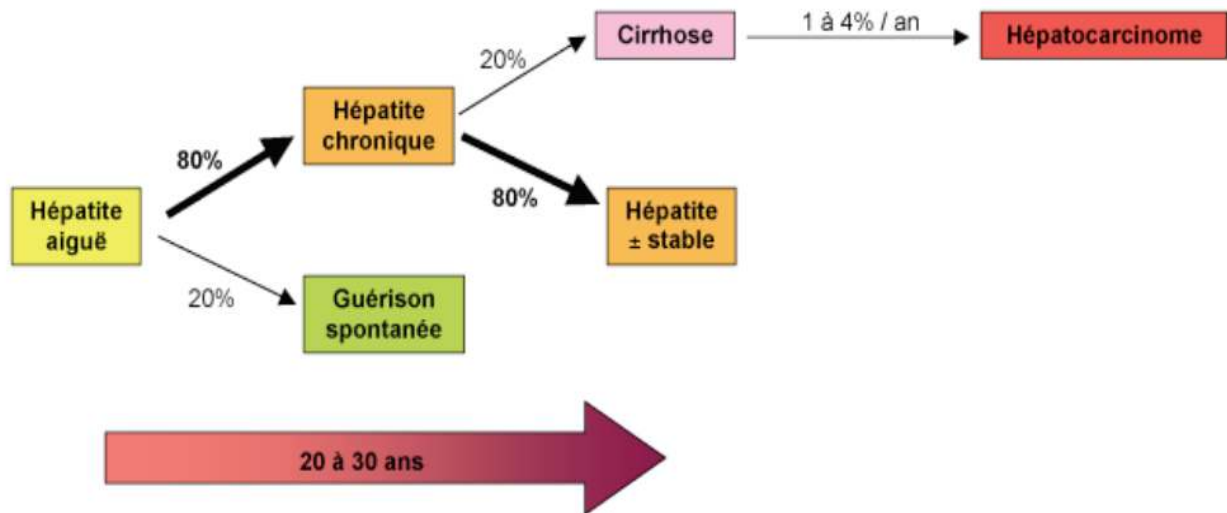 Cirrhose
1 à 4% / an
Hépatocarcinome
20%
Hépatite
chronique
80%
80%
Hépatite
aiguë
Hépatite
± stable
20%
Guérison
spontanée
20 à 30 ans